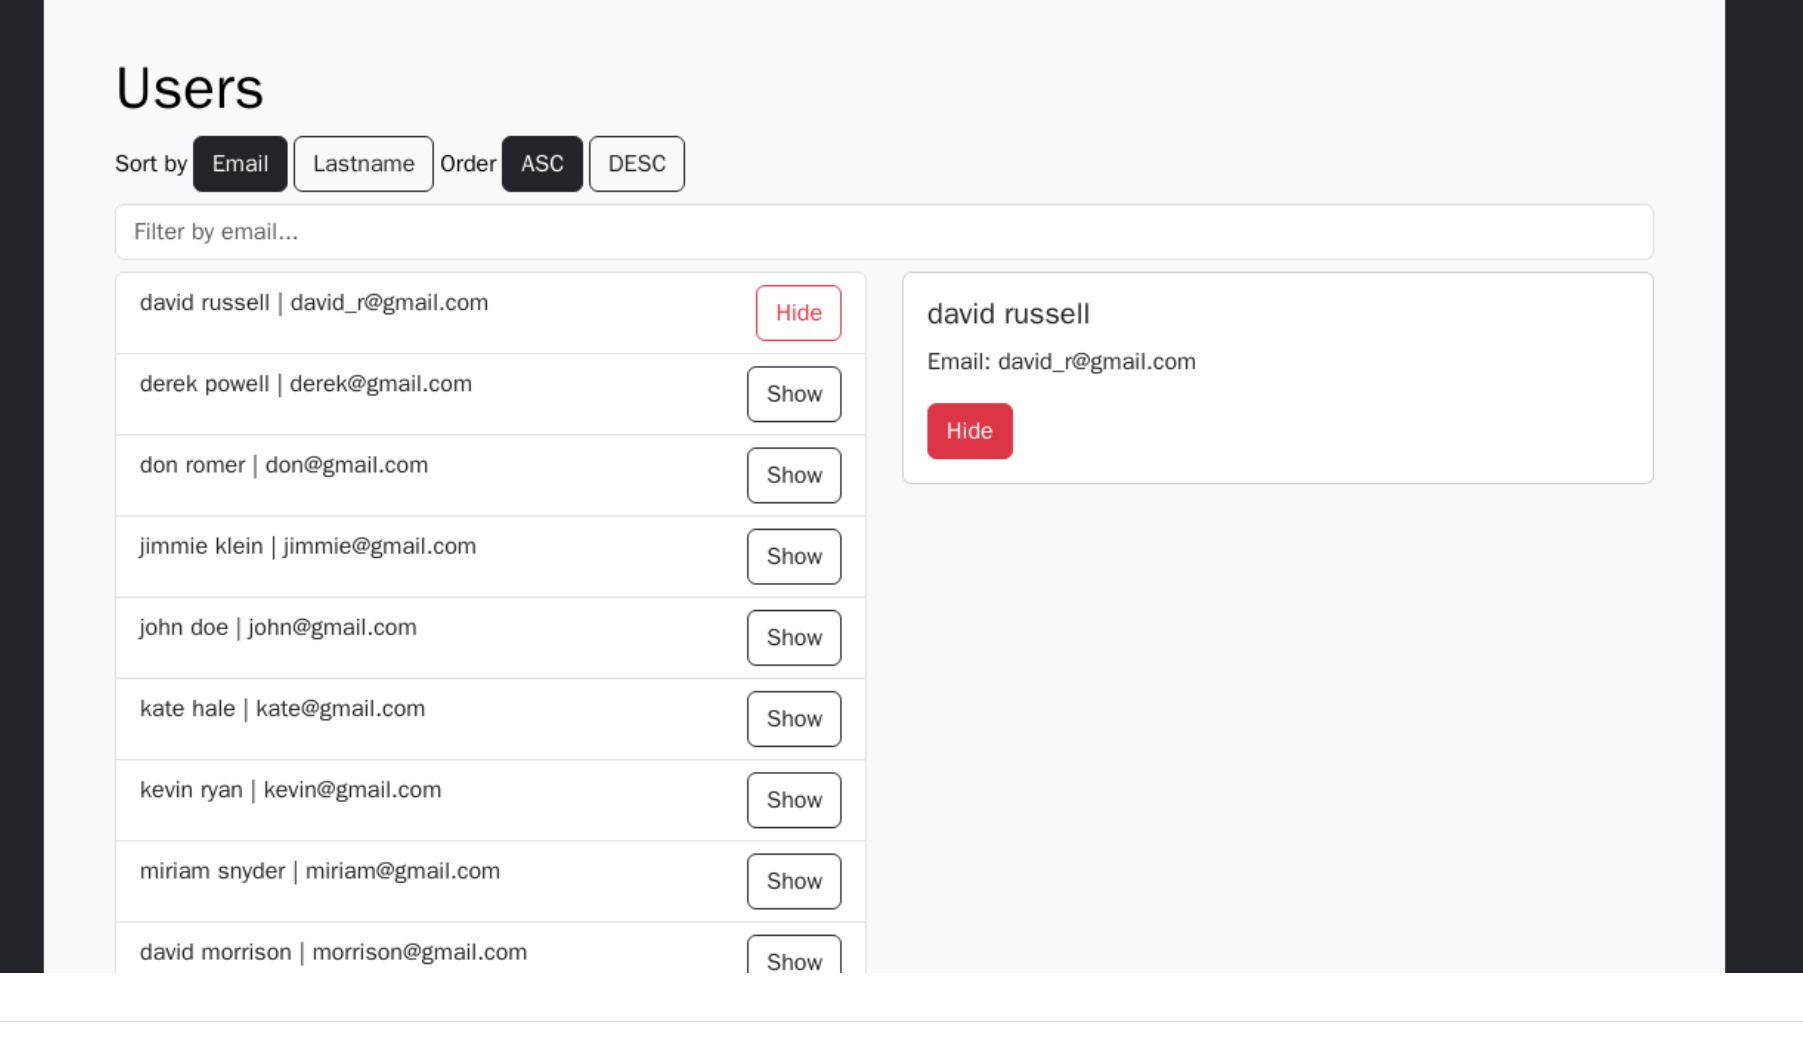 Users
Sort by Email Lastname Order ASC DESC
Filter by email...
david russell | david_r@gmail.com Hide
derek powell | derek@gmail.com Show
don romer | don@gmail.com Show
jimmie klein | jimmie@gmail.com Show
john doe | john@gmail.com Show
kate hale | kate@gmail.com Show
kevin ryan | kevin@gmail.com Show
miriam snyder | miriam@gmail.com Show
david morrison | morrison@gmail.com Show
david russell
Email: david_r@gmail.com
Hide